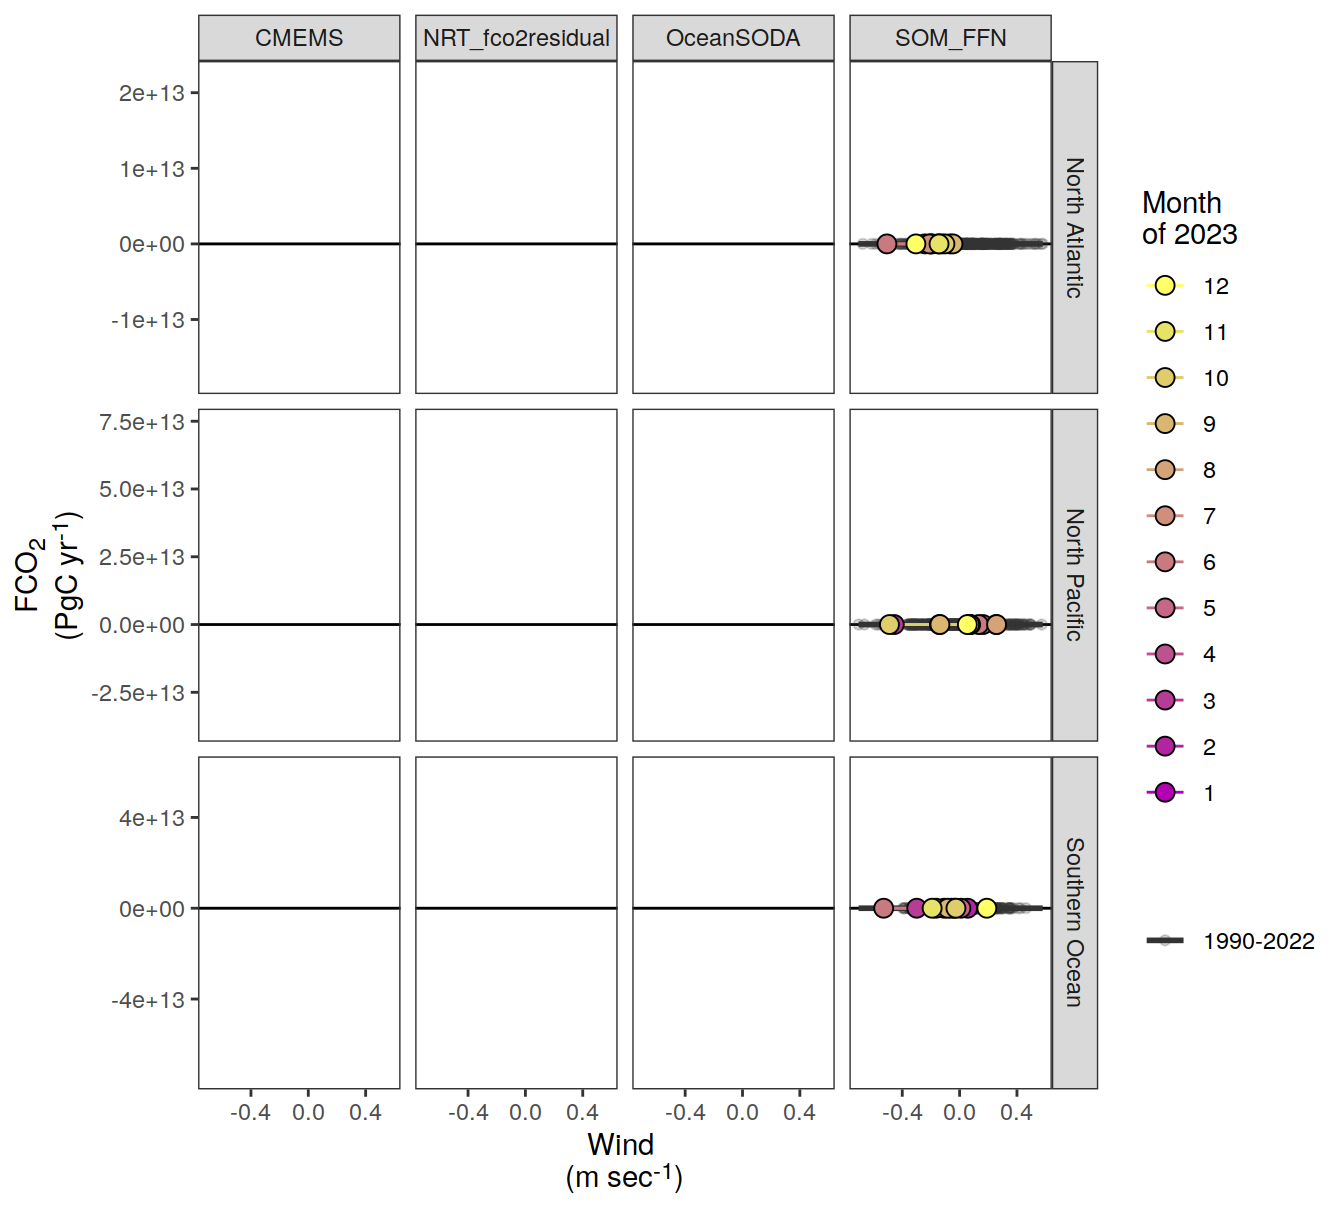 CMEMS NRT_fco2residual OceanSODA SOM_FFN
2e+13
1e+13
0e+00
-1e+13
North Atlantic
7.5e+13
5.0e+13
2.5e+13
0.0e+00
-2.5e+13
North Pacific
4e+13
0e+00
-4e+13
Southern Ocean
-0.4 0.0 0.4 -0.4 0.0 0.4 -0.4 0.0 0.4 -0.4 0.0 0.4
Wind
(m sec⁻¹)
FCO₂
(PgC yr⁻¹)
Month
of 2023
12
11
10
9
8
7
6
5
4
3
2
1
1990-2022